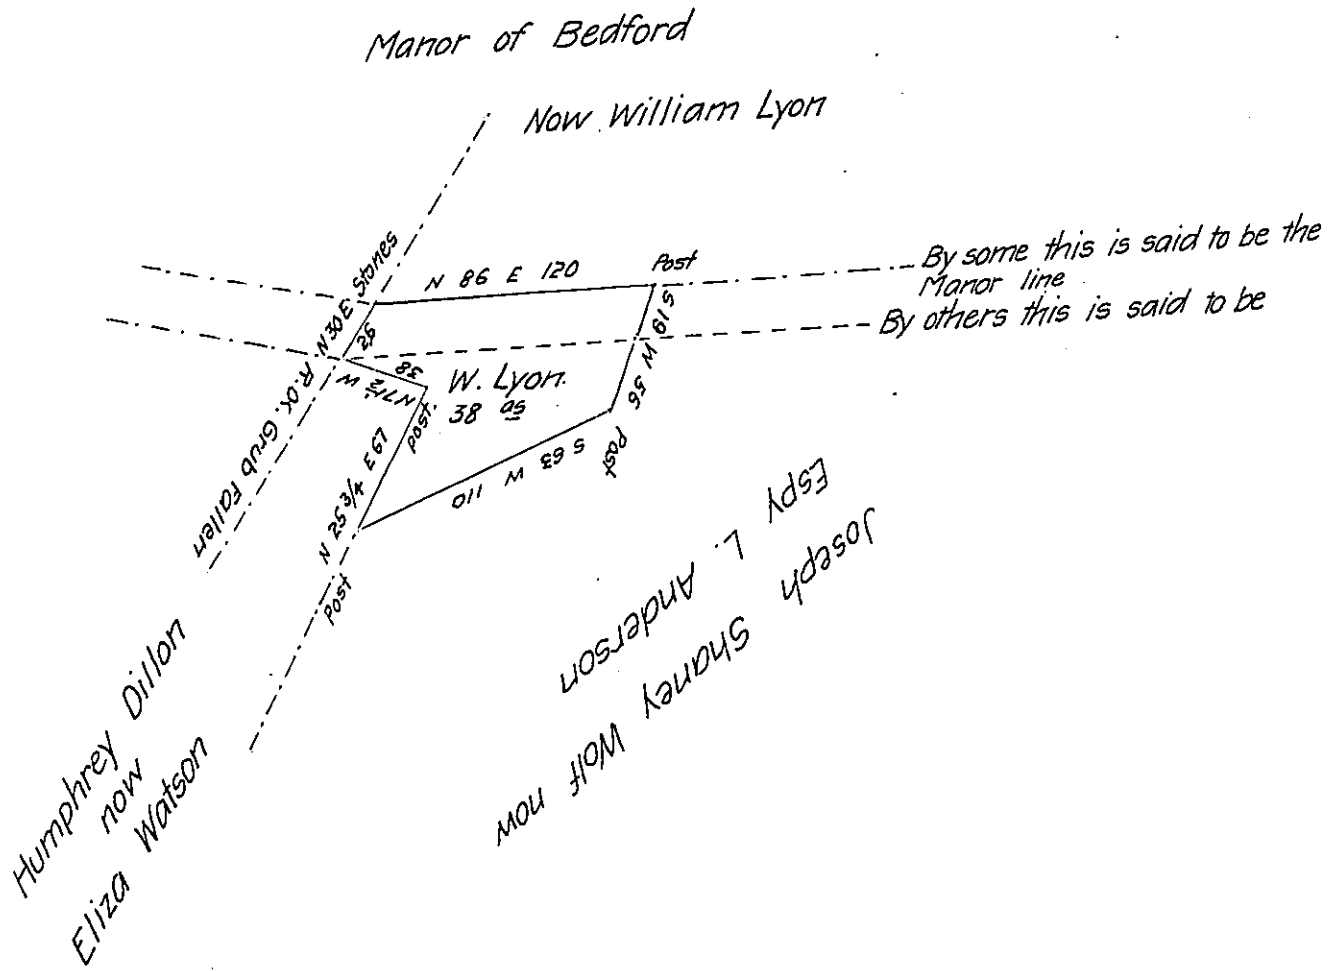 Manor of Bedford
Now William Lyon
By some this is said to be the
Manor line
By others this is said to be
N 86 E 120
Post
S 19 W 56
Post
S 63 W 110
N 25 3/4 E 67
Post
Post.
N 71 1/2 W 38
N 30 E 26
Stones
R. OK. Grub Fallen
W. Lyon.
38 as
Joseph Shaney Wolf now
Espy L. Anderson
Humphrey Dillon
now
Eliza Watson